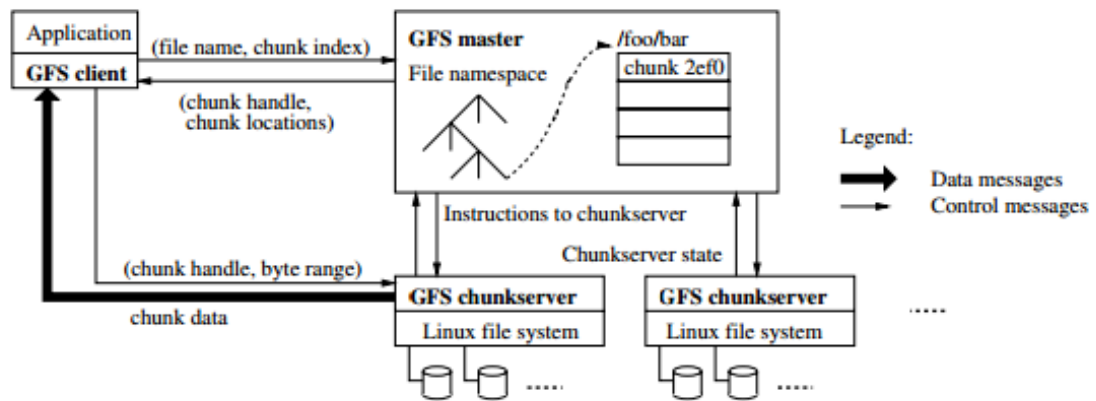 Application
GFS client
(file name, chunk index)
(chunk handle,
chunk locations)
GFS master
File namespace
/foo/bar
chunk 2ef0
Legend:
Data messages
Control messages
Instructions to chunkserver
Chunkserver state
(chunk handle, byte range)
chunk data
GFS chunkserver
Linux file system
GFS chunkserver
Linux file system